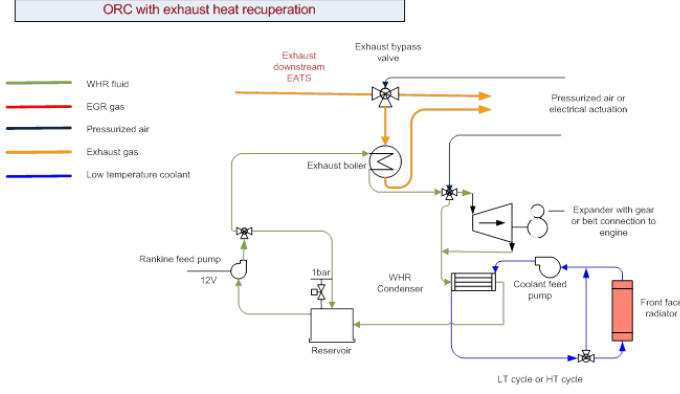 ORC with exhaust heat recuperation
Exhaust
downstream
EATS
Exhaust bypass
valve
WHR fluid
EGR gas
Pressurized air
Exhaust gas
Low temperature coolant
Pressurized air or
electrical actuation
Exhaust boiler
Expander with gear
or belt connection to
engine
Rankine feed pump
12V
1bar
WHR
Condenser
Coolant feed
pump
Front face
radiator
Reservoir
LT cycle or HT cycle